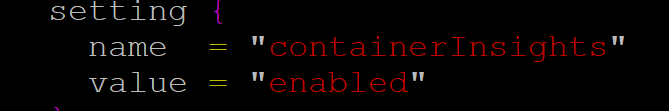 setting {
name = "containerInsights"
value = "enabled"
}